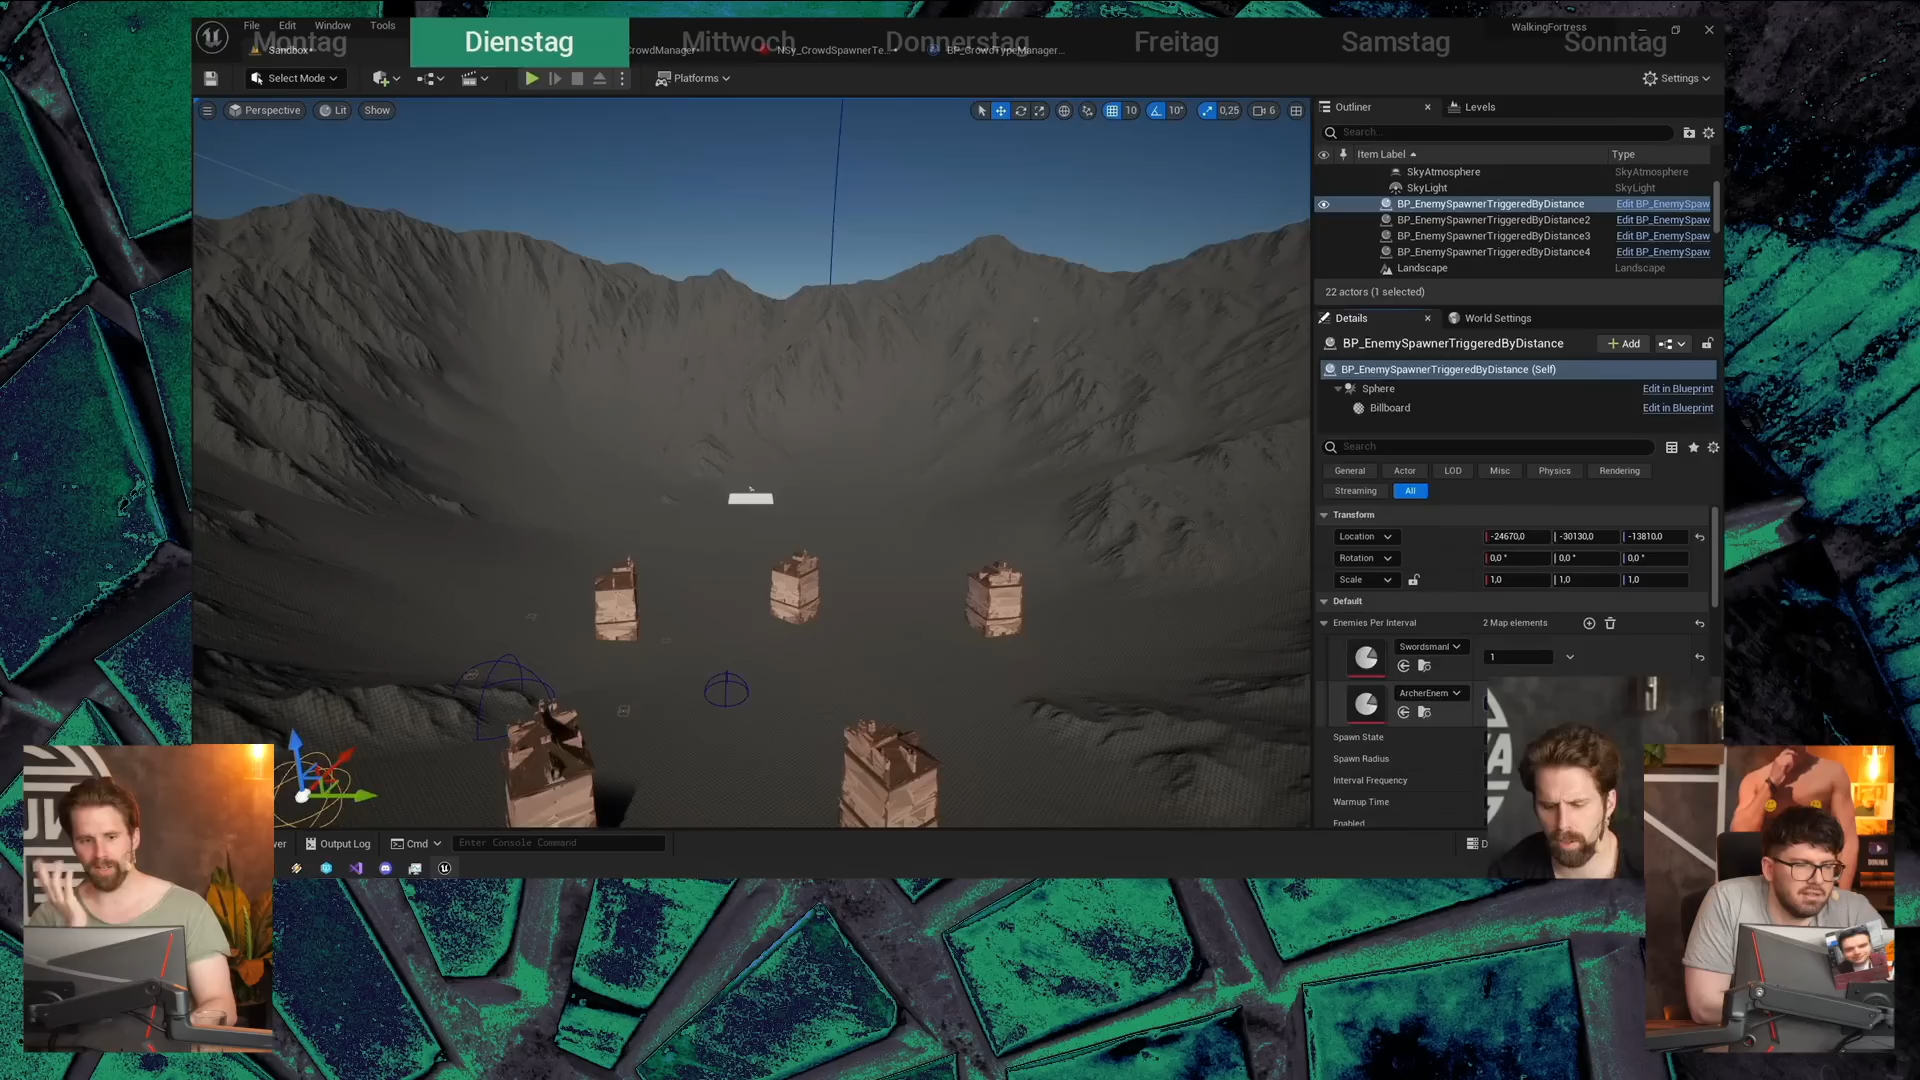 File Edit Window Tools
WalkingFortress
Montag Dienstag Mittwoch Donnerstag Freitag Samstag Sonntag
Sandbox•
CrowdManager•
NSy_CrowdSpawnerTe...
BP_CrowdTypeManager...
Select Mode
Platforms
Settings
Perspective
Lit
Show
10
10°
0,25
6
Outliner
Levels
Search...
Item Label
Type
SkyAtmosphere SkyAtmosphere
SkyLight SkyLight
BP_EnemySpawnerTriggeredByDistance Edit BP_EnemySpaw
BP_EnemySpawnerTriggeredByDistance2 Edit BP_EnemySpaw
BP_EnemySpawnerTriggeredByDistance3 Edit BP_EnemySpaw
BP_EnemySpawnerTriggeredByDistance4 Edit BP_EnemySpaw
Landscape Landscape
22 actors (1 selected)
Details
World Settings
BP_EnemySpawnerTriggeredByDistance
Add
BP_EnemySpawnerTriggeredByDistance (Self)
Sphere Edit in Blueprint
Billboard Edit in Blueprint
Search
General Actor LOD Misc Physics Rendering
Streaming All
Transform
Location -24670,0 -30130,0 -13810,0
Rotation 0,0 ° 0,0 ° 0,0 °
Scale 1,0 1,0 1,0
Default
Enemies Per Interval 2 Map elements
Swordsmanl
1
ArcherEnem
Spawn State
Spawn Radius
Interval Frequency
Warmup Time
Enabled
Output Log
Cmd
Enter Console Command